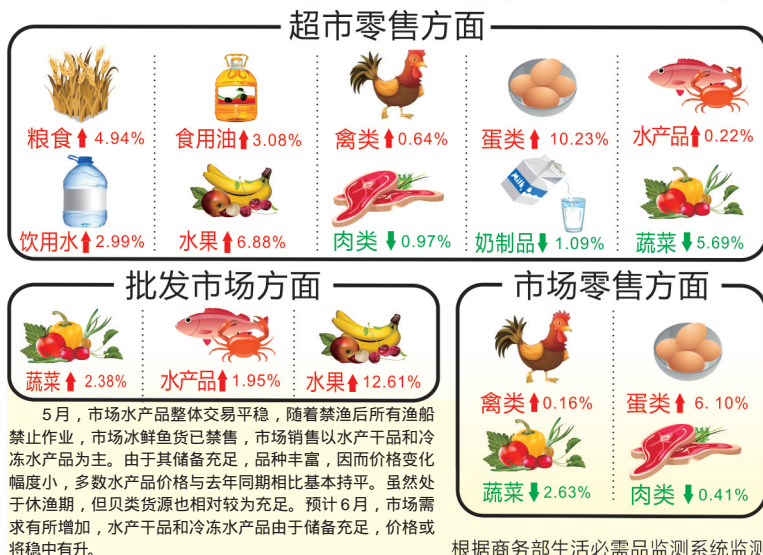 超市零售方面
粮食 4.94%
食用油 3.08%
禽类 0.64%
蛋类 10.23%
水产品 0.22%
Milk
饮用水 2.99%
水果 6.88%
肉类 0.97%
奶制品 1.09%
蔬菜 5.69%
批发市场方面
蔬菜 2.38%
水产品 1.95%
水果 12.61%
5月，市场水产品整体交易平稳，随着禁渔后所有渔船
禁止作业，市场冰鲜鱼货已禁售，市场销售以水产干品和冷
冻水产品为主。由于其储备充足，品种丰富，因而价格变化
幅度小，多数水产品价格与去年同期相比基本持平。虽然处
于休渔期，但贝类货源也相对较为充足。预计6月，市场需
求有所增加，水产干品和冷冻水产品由于储备充足，价格或
将稳中有升。
市场零售方面
禽类 0.16%
蛋类 6.10%
蔬菜 2.63%
肉类 0.41%
根据商务部生活必需品监测系统监测